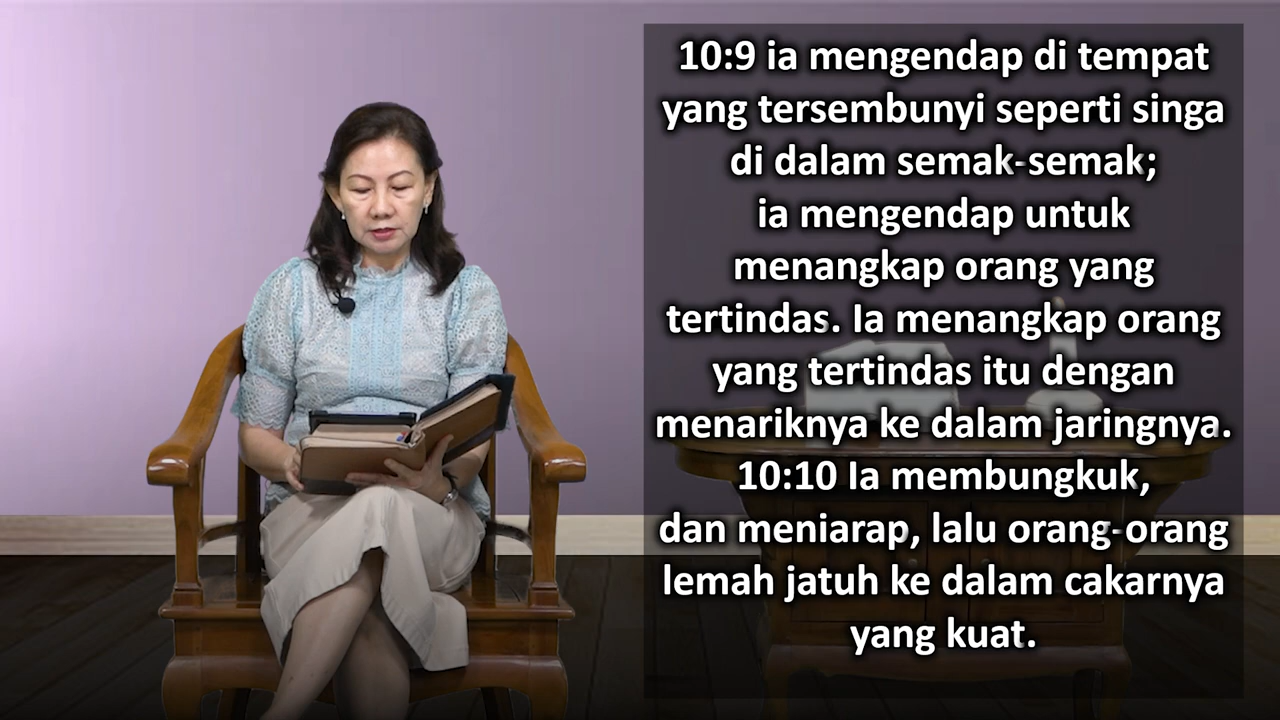 10:9 ia mengendap di tempat
yang tersembunyi seperti singa
di dalam semak-semak;
ia mengendap untuk
menangkap orang yang
tertindas. Ia menangkap orang
yang tertindas itu dengan
menariknya ke dalam jaringnya.
10:10 Ia membungkuk,
dan meniarap, lalu orang-orang
lemah jatuh ke dalam cakarnya
yang kuat.